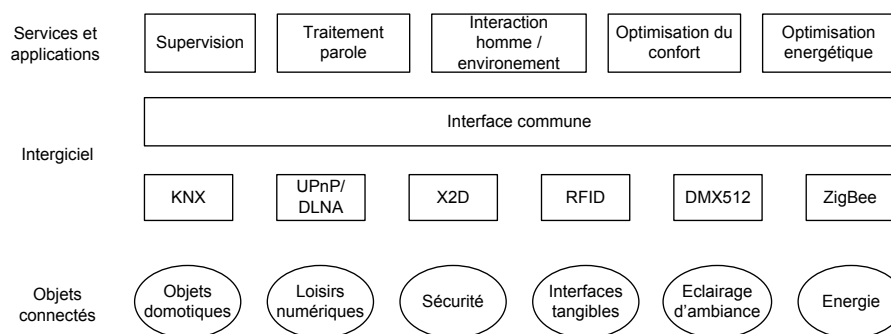 Services et
applications
Supervision
Traitement
parole
Interaction
homme /
environement
Optimisation du
confort
Optimisation
energétique
Intergiciel
Interface commune
KNX
UPnP/
DLNA
X2D
RFID
DMX512
ZigBee
Objets
connectés
Objets
domotiques
Loisirs
numériques
Sécurité
Interfaces
tangibles
Eclairage
d'ambiance
Energie